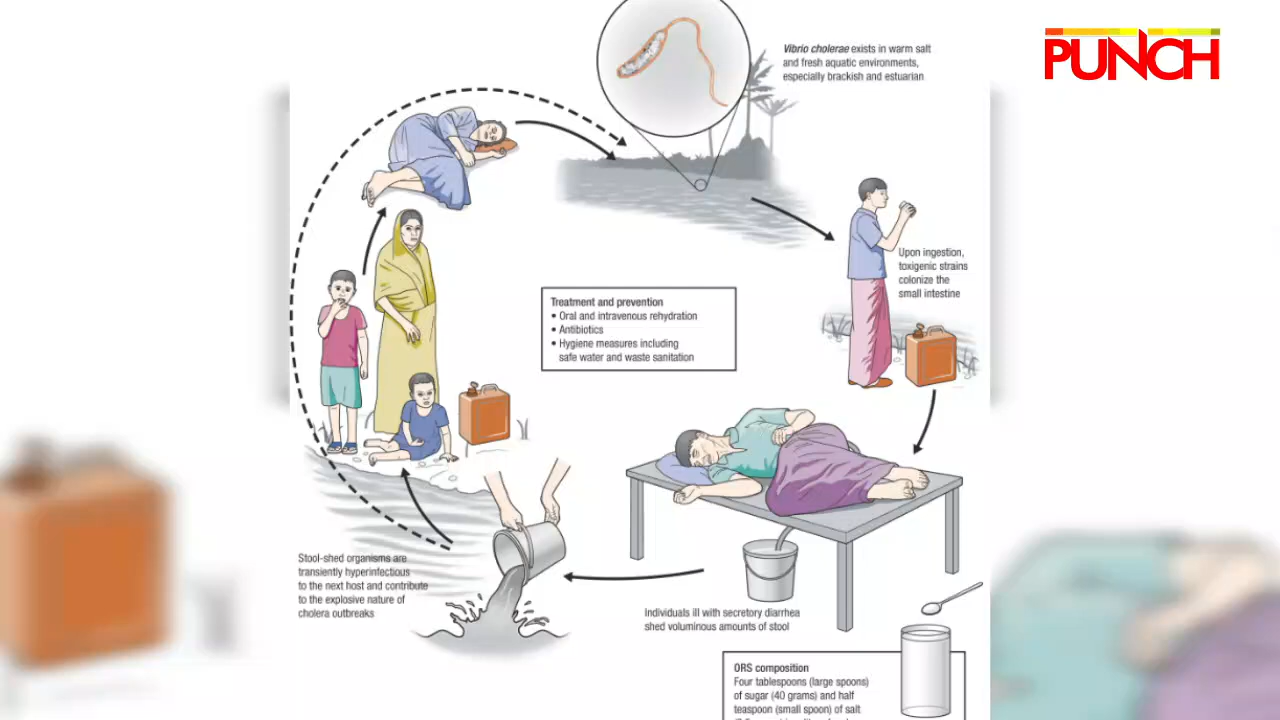 PUNCH
Vibrio cholerae exists in warm salt
and fresh aquatic environments,
especially brackish and estuarian
Upon ingestion,
toxigenic strains
colonize the
small intestine
Treatment and prevention
• Oral and intravenous rehydration
• Antibiotics
• Hygiene measures including
safe water and waste sanitation
Stool-shed organisms are
transiently hyperinfectious
to the next host and contribute
to the explosive nature of
cholera outbreaks
Individuals ill with secretory diarrhea
shed voluminous amounts of stool
ORS composition
Four tablespoons (large spoons)
of sugar (40 grams) and half
teaspoon (small spoon) of salt